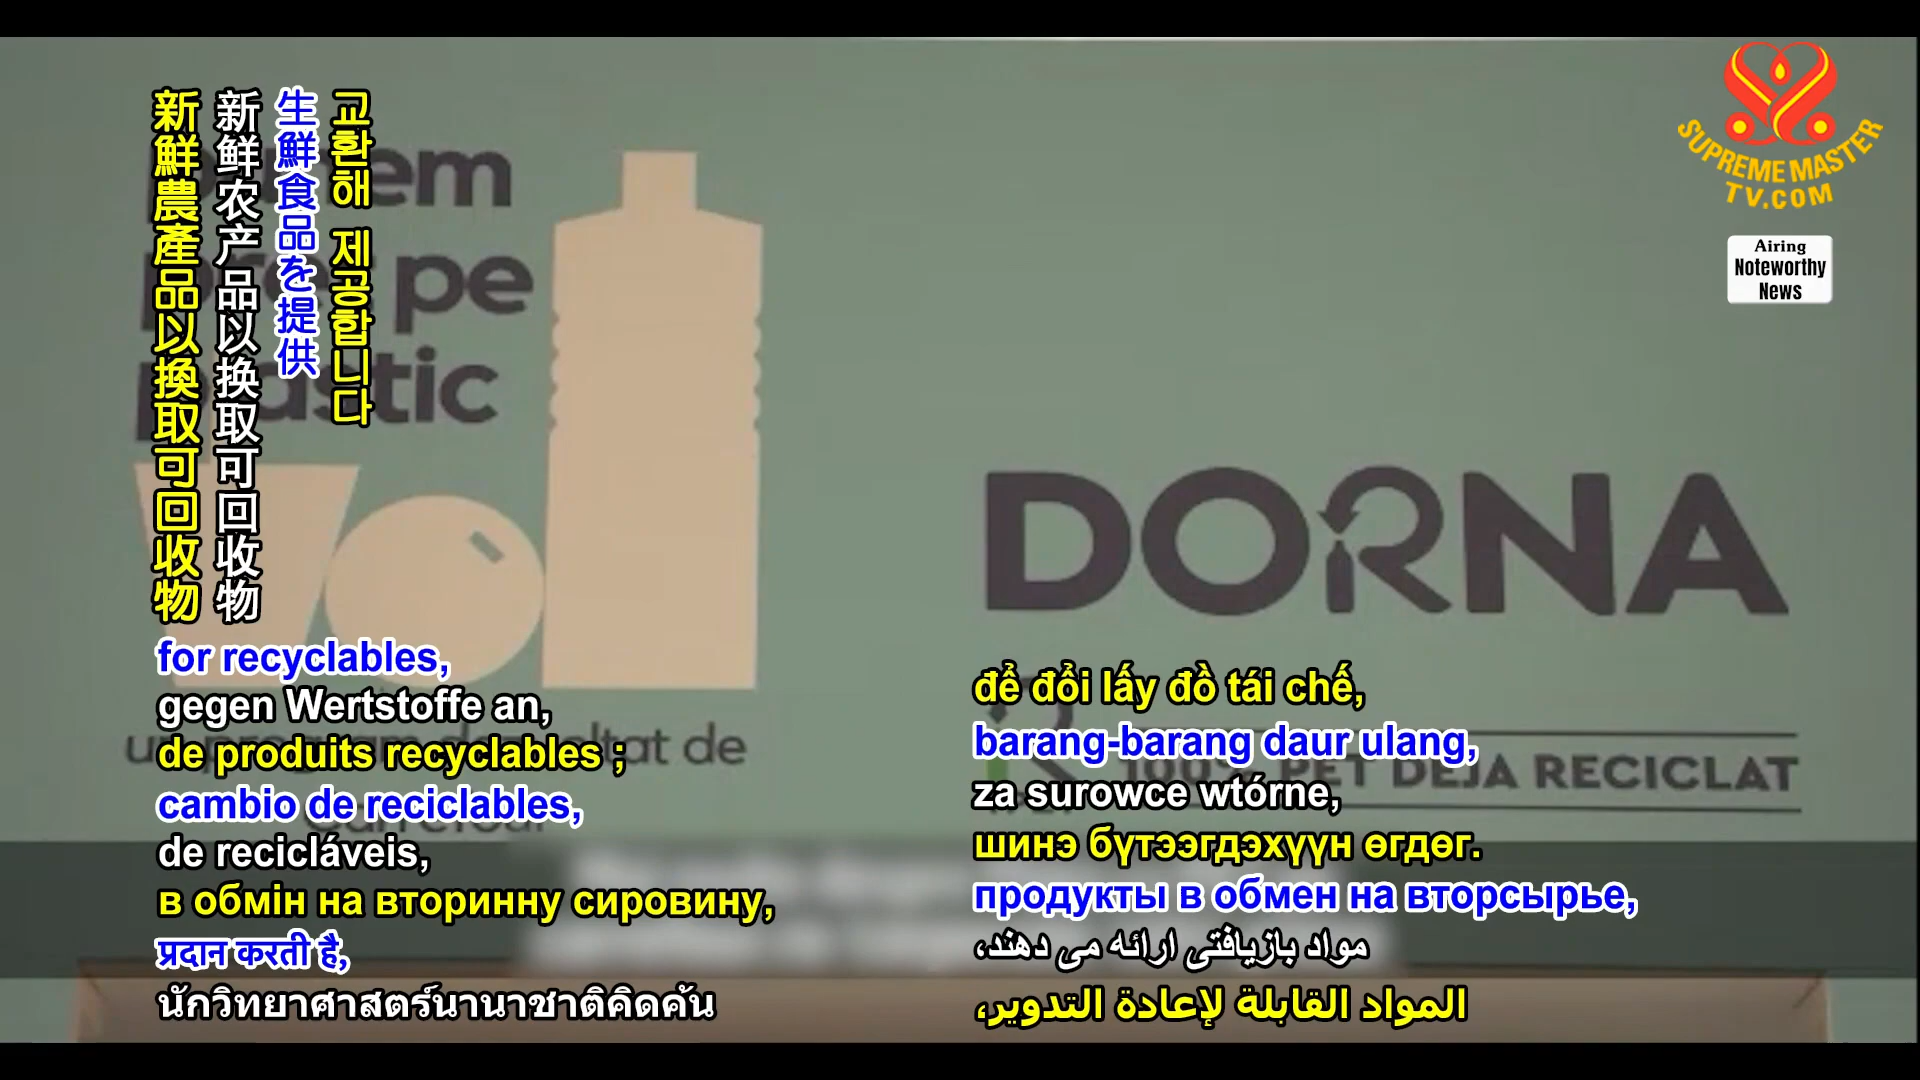 新鮮農產品以換取可回收物
新鲜农产品以换取可回收物
生鮮食品を提供
교환해 제공합니다
SUPREME MASTER
TV.COM
Airing
Noteworthy
News
pe
DORNA
DEJA RECICLAT
for recyclables,
gegen Wertstoffe an,
de produits recyclables ;
cambio de reciclables,
de recicláveis,
в обмін на вторинну сировину,
प्रदान करती है,
นักวิทยาศาสตร์นานาชาติคิดค้น
để đổi lấy đồ tái chế,
barang-barang daur ulang,
za surowce wtórne,
шинэ бүтээгдэхүүн өгдөг.
продукты в обмен на вторсырье,
مواد بازیافتی ارائه می دهند،
المواد القابلة لإعادة التدوير،